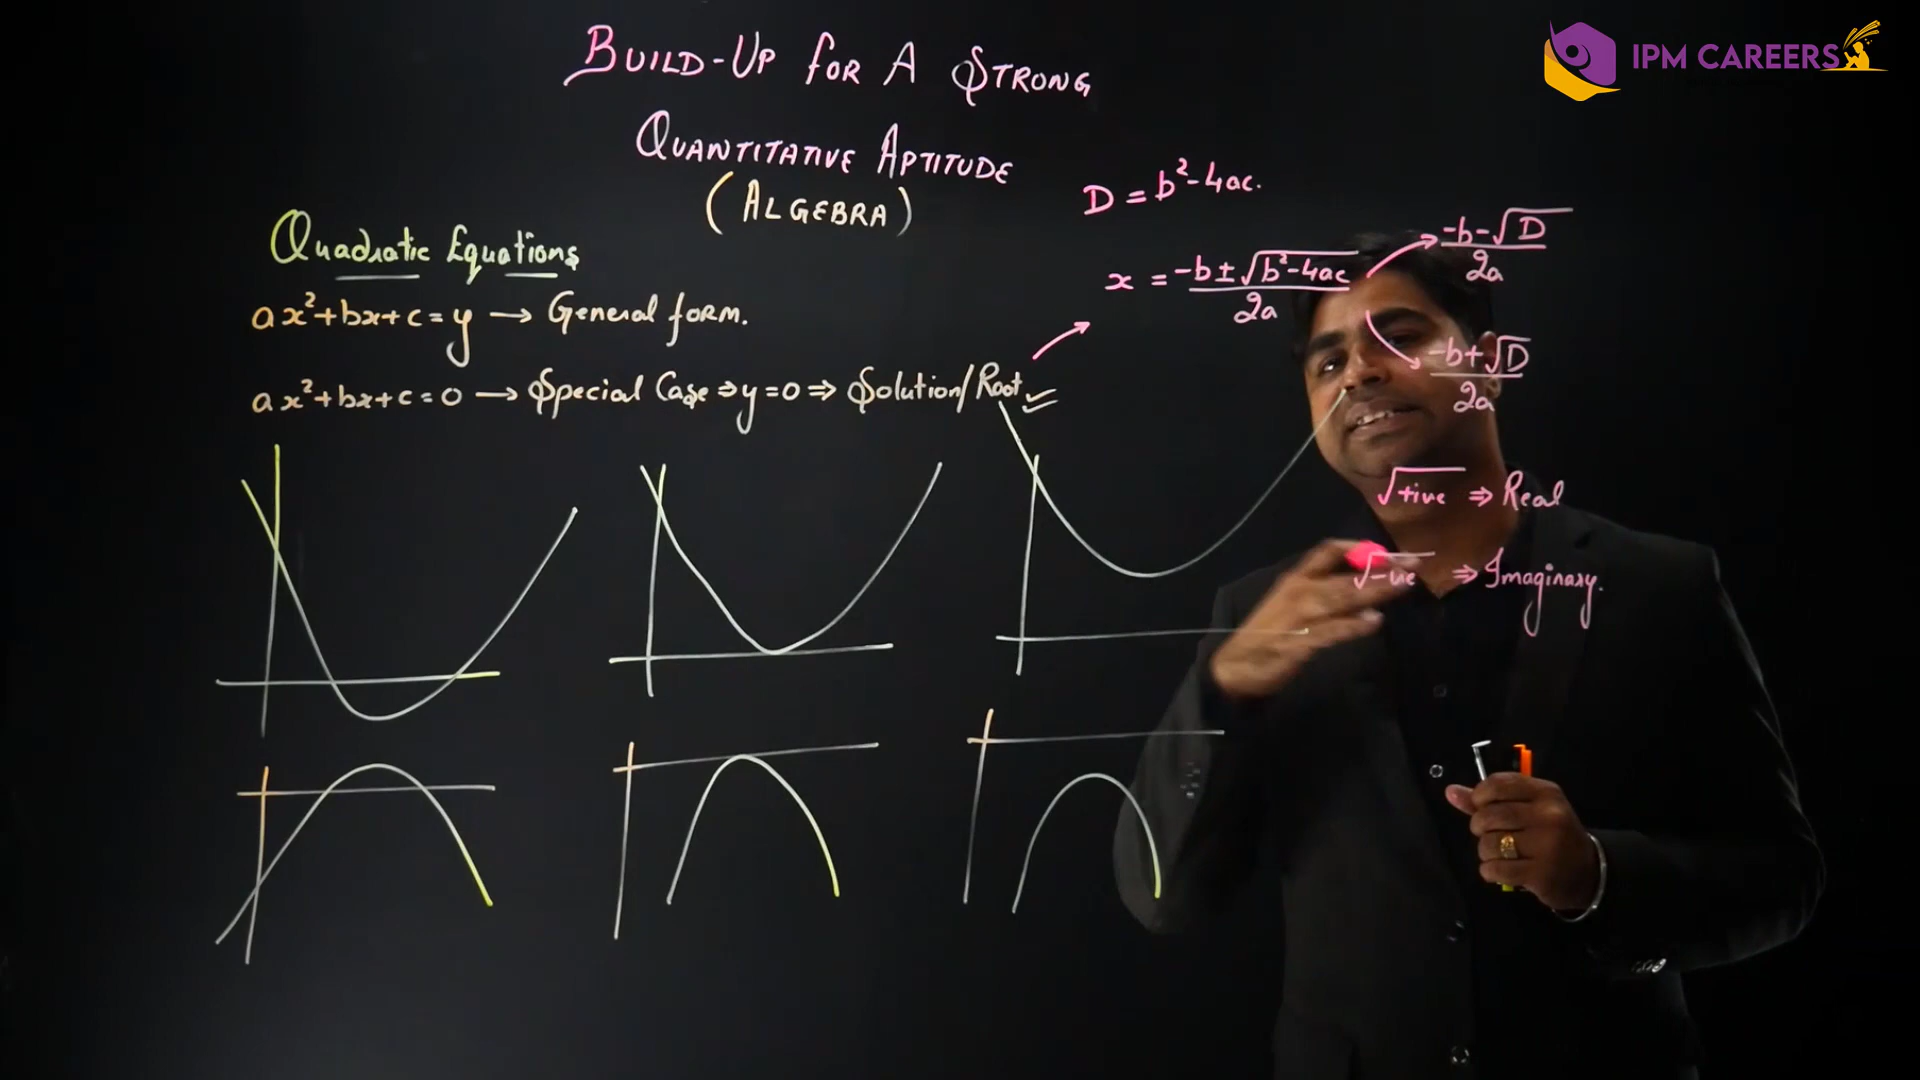 BUILD-UP FOR A STRONG
IPM CAREERS
QUANTITATIVE APTITUDE
(ALGEBRA)
D = b²-4ac.
Quadratic Equations
x = -b±√b²-4ac / 2a
-b-√D / 2a
ax²+bx+c = y → General form.
-b+√D / 2a
ax²+bx+c = 0 → Special Case ⇒ y = 0 ⇒ Solution/Root
√+ive ⇒ Real
√-ve ⇒ Imaginary.